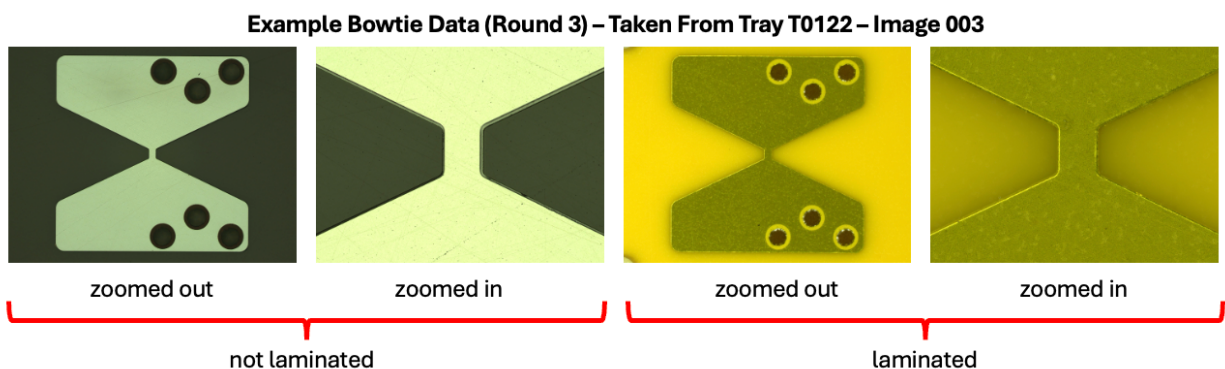 Example Bowtie Data (Round 3) – Taken From Tray T0122 – Image 003
zoomed out
zoomed in
zoomed out
zoomed in
not laminated
laminated